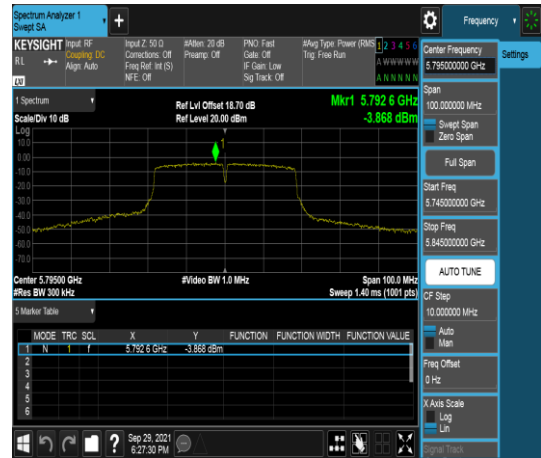 Spectrum Analyzer 1
Swept SA
+
Frequency
KEYSIGHT
RL
LXI
Input: RF
Coupling: DC
Align: Auto
Input Z: 50 Ω
Corrections: Off
Freq Ref: Int (S)
NFE: Off
#Atten: 20 dB
Preamp: Off
PNO: Fast
Gate: Off
IF Gain: Low
Sig Track: Off
#Avg Type: Power (RMS
Trig: Free Run
1 2 3 4 5 6
A W W W W W
A N N N N N
1 Spectrum
Scale/Div 10 dB
Ref Lvl Offset 18.70 dB
Ref Level 20.00 dBm
Mkr1 5.792 6 GHz
-3.868 dBm
Log
10.0
0.00
-10.0
-20.0
-30.0
-40.0
-50.0
-60.0
-70.0
1
Center 5.79500 GHz
#Res BW 300 kHz
#Video BW 1.0 MHz
Span 100.0 MHz
Sweep 1.40 ms (1001 pts)
5 Marker Table
MODE TRC SCL X Y FUNCTION FUNCTION WIDTH FUNCTION VALUE
1 N 1 f 5.792 6 GHz -3.868 dBm
2
3
4
5
6
Sep 29, 2021
6:27:30 PM
Center Frequency
5.795000000 GHz
Settings
Span
100.000000 MHz
Swept Span
Zero Span
Full Span
Start Freq
5.745000000 GHz
Stop Freq
5.845000000 GHz
AUTO TUNE
CF Step
10.000000 MHz
Auto
Man
Freq Offset
0 Hz
X Axis Scale
Log
Lin
Signal Track